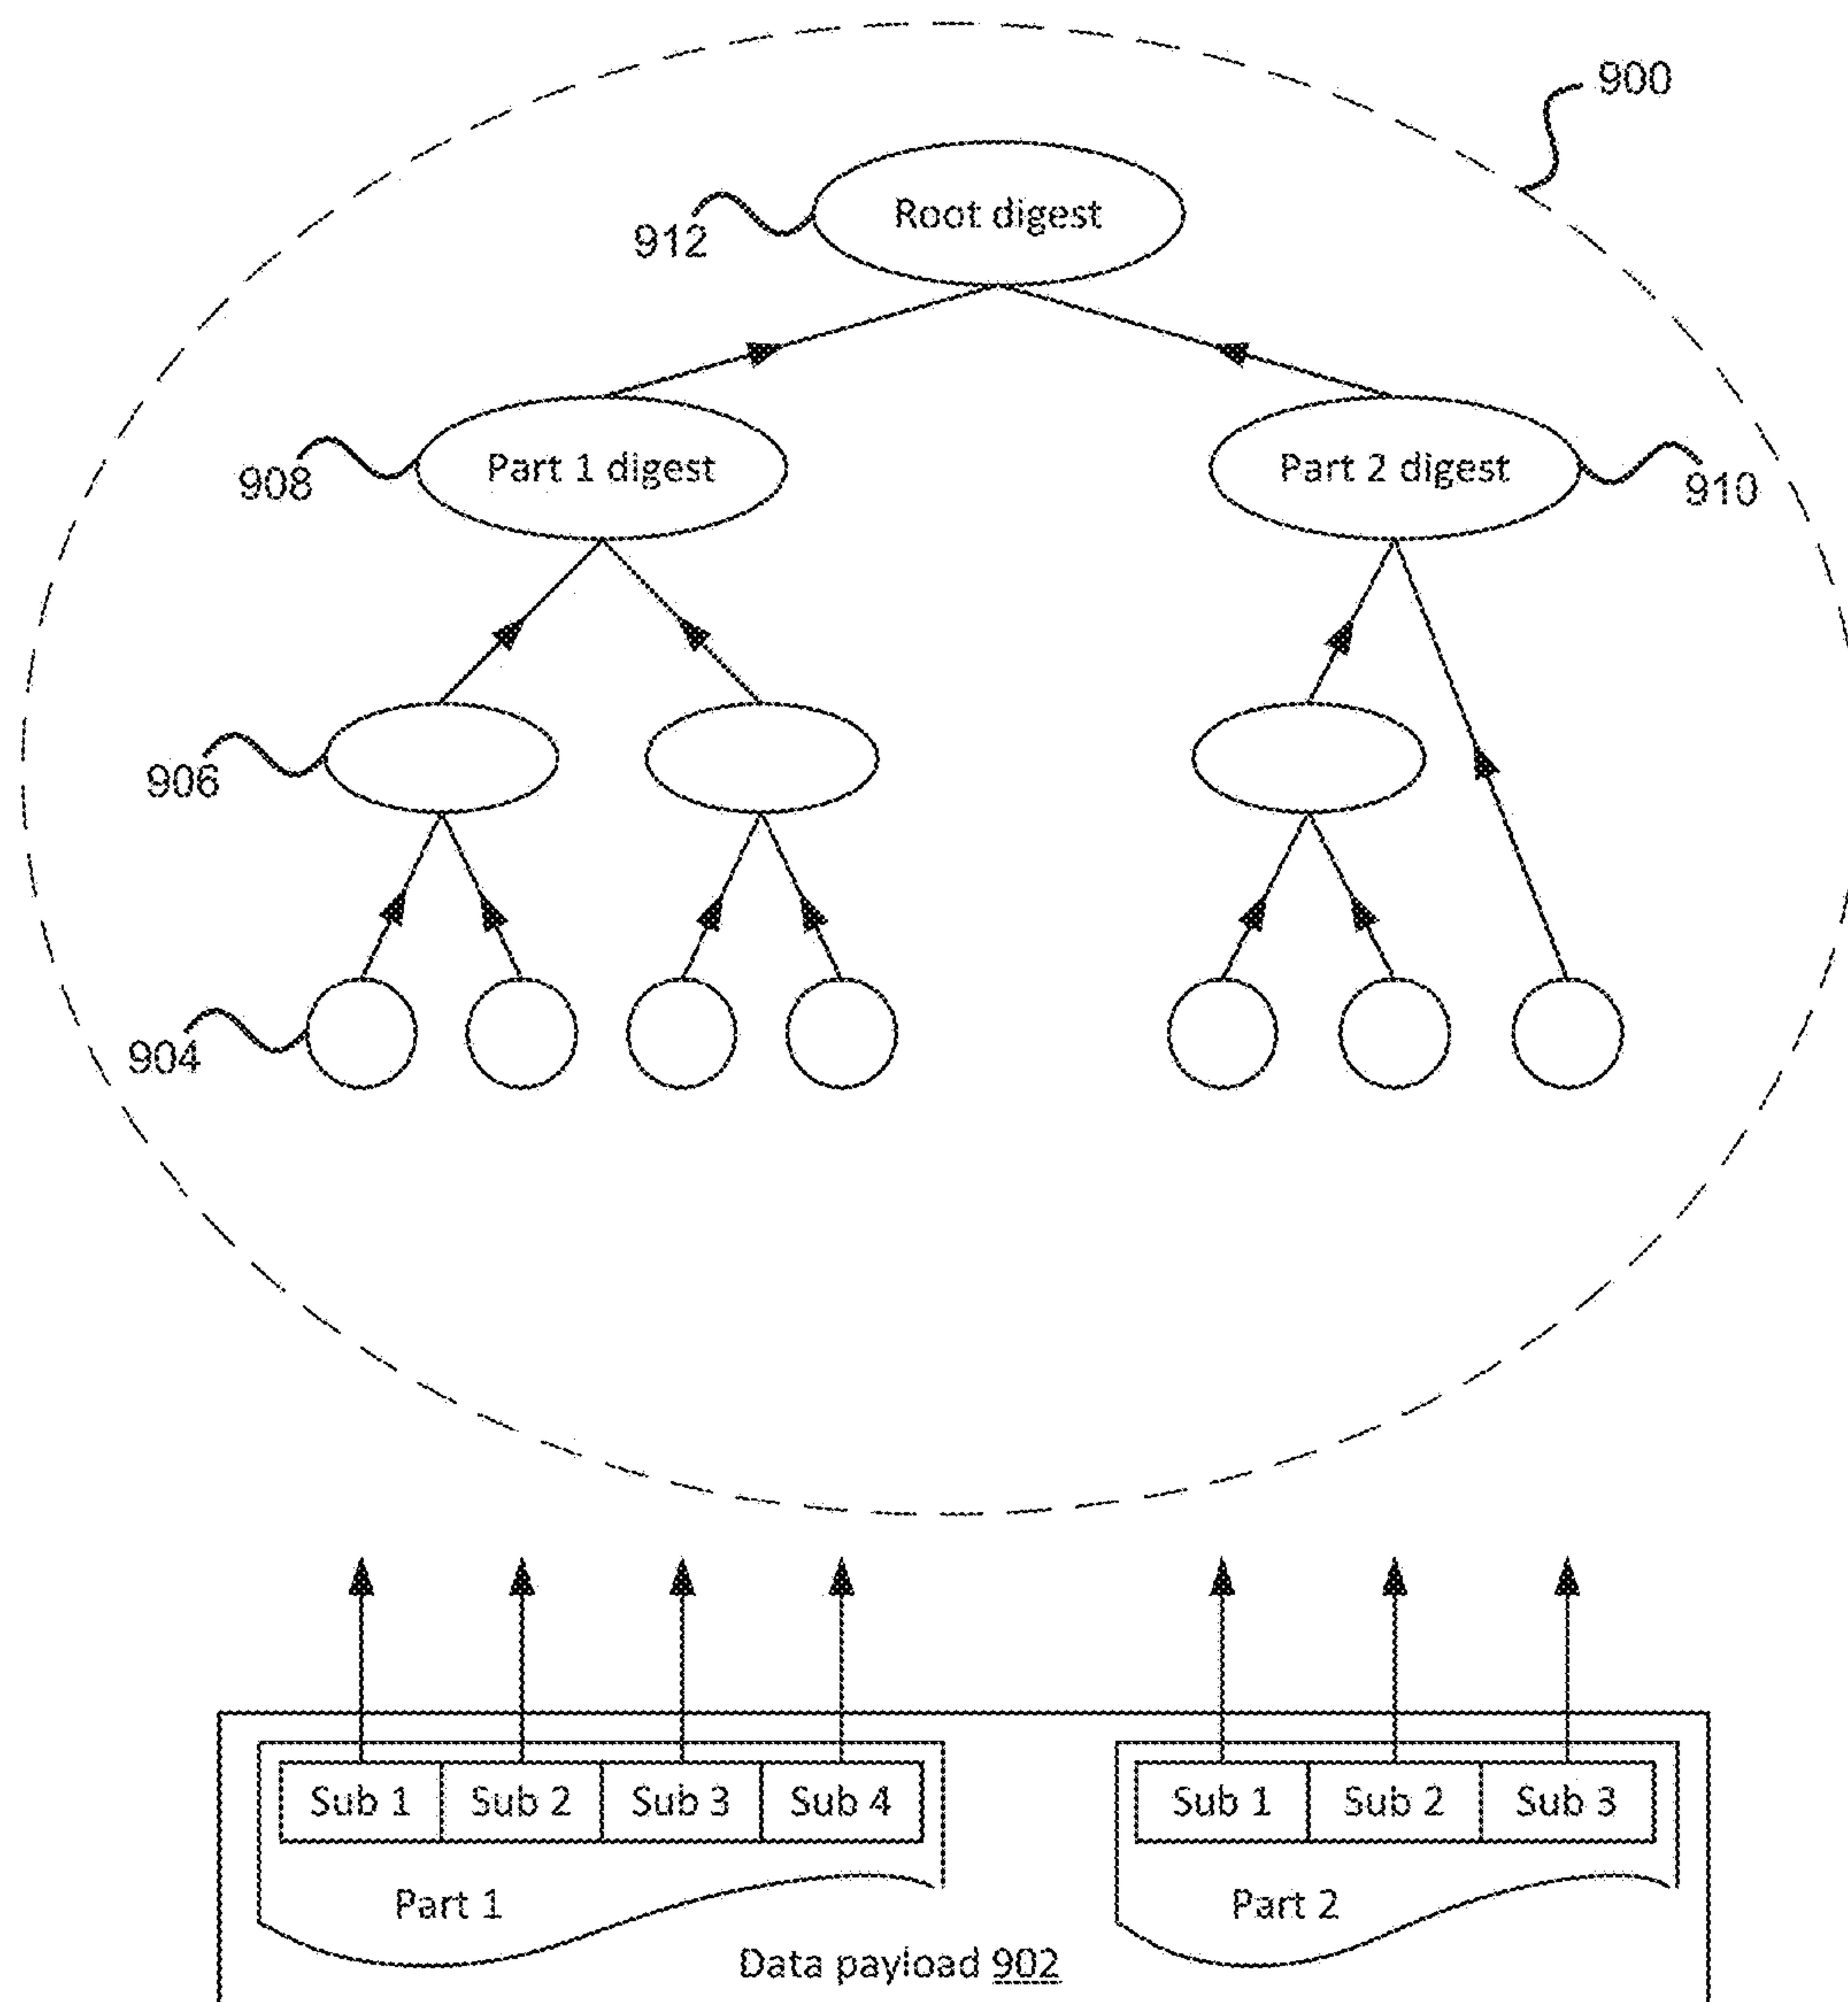 900
Root digest
912
Part 1 digest
Part 2 digest
908
910
906
904
Sub 1 Sub 2 Sub 3 Sub 4
Sub 1 Sub 2 Sub 3
Part 1
Part 2
Data payload 902